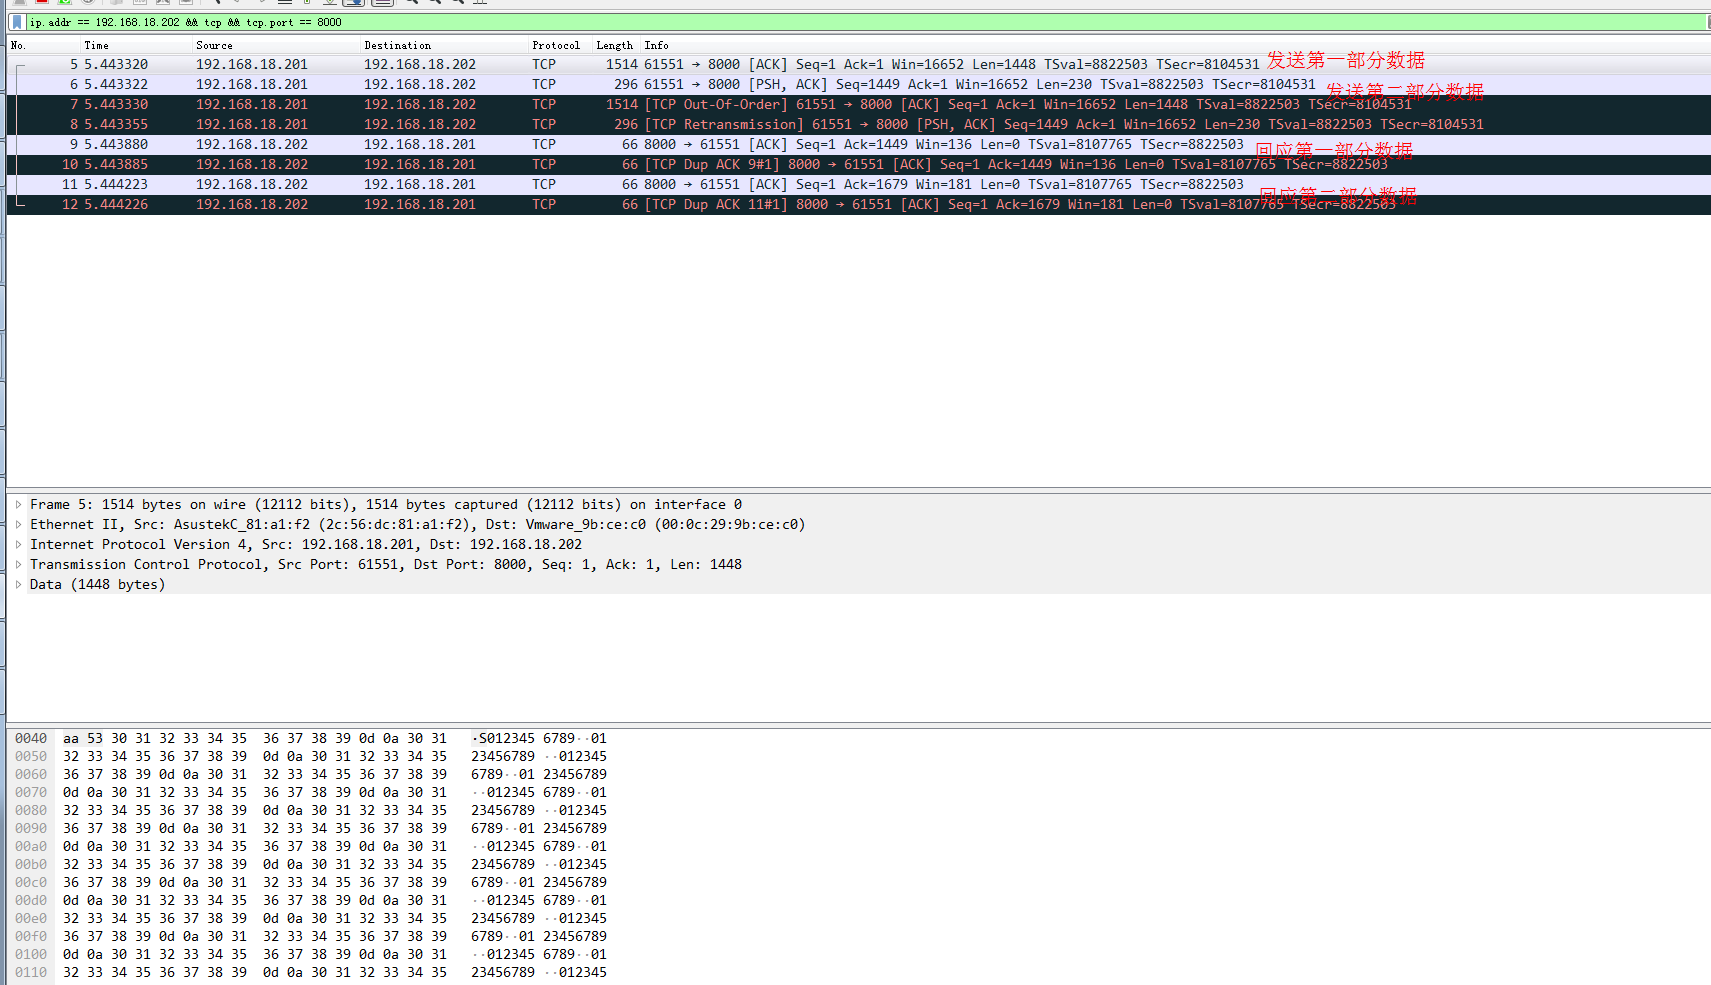 ip.addr == 192.168.18.202 && tcp && tcp.port == 8000
No. Time Source Destination Protocol Length Info
5 5.443320 192.168.18.201 192.168.18.202 TCP 1514 61551 → 8000 [ACK] Seq=1 Ack=1 Win=16652 Len=1448 TSval=8822503 TSecr=8104531 发送第一部分数据
6 5.443322 192.168.18.201 192.168.18.202 TCP 296 61551 → 8000 [PSH, ACK] Seq=1449 Ack=1 Win=16652 Len=230 TSval=8822503 TSecr=8104531 发送第二部分数据
7 5.443330 192.168.18.201 192.168.18.202 TCP 1514 [TCP Out-Of-Order] 61551 → 8000 [ACK] Seq=1 Ack=1 Win=16652 Len=1448 TSval=8822503 TSecr=8104531
8 5.443355 192.168.18.201 192.168.18.202 TCP 296 [TCP Retransmission] 61551 → 8000 [PSH, ACK] Seq=1449 Ack=1 Win=16652 Len=230 TSval=8822503 TSecr=8104531
9 5.443880 192.168.18.202 192.168.18.201 TCP 66 8000 → 61551 [ACK] Seq=1 Ack=1449 Win=136 Len=0 TSval=8107765 TSecr=8822503 回应第一部分数据
10 5.443885 192.168.18.202 192.168.18.201 TCP 66 [TCP Dup ACK 9#1] 8000 → 61551 [ACK] Seq=1 Ack=1449 Win=136 Len=0 TSval=8107765 TSecr=8822503
11 5.444223 192.168.18.202 192.168.18.201 TCP 66 8000 → 61551 [ACK] Seq=1 Ack=1679 Win=181 Len=0 TSval=8107765 TSecr=8822503 回应第二部分数据
12 5.444226 192.168.18.202 192.168.18.201 TCP 66 [TCP Dup ACK 11#1] 8000 → 61551 [ACK] Seq=1 Ack=1679 Win=181 Len=0 TSval=8107765 TSecr=8822503
Frame 5: 1514 bytes on wire (12112 bits), 1514 bytes captured (12112 bits) on interface 0
Ethernet II, Src: AsustekC_81:a1:f2 (2c:56:dc:81:a1:f2), Dst: Vmware_9b:ce:c0 (00:0c:29:9b:ce:c0)
Internet Protocol Version 4, Src: 192.168.18.201, Dst: 192.168.18.202
Transmission Control Protocol, Src Port: 61551, Dst Port: 8000, Seq: 1, Ack: 1, Len: 1448
Data (1448 bytes)
0040 aa 53 30 31 32 33 34 35 36 37 38 39 0d 0a 30 31 ·S012345 6789··01
0050 32 33 34 35 36 37 38 39 0d 0a 30 31 32 33 34 35 23456789 ··012345
0060 36 37 38 39 0d 0a 30 31 32 33 34 35 36 37 38 39 6789··01 23456789
0070 0d 0a 30 31 32 33 34 35 36 37 38 39 0d 0a 30 31 ··012345 6789··01
0080 32 33 34 35 36 37 38 39 0d 0a 30 31 32 33 34 35 23456789 ··012345
0090 36 37 38 39 0d 0a 30 31 32 33 34 35 36 37 38 39 6789··01 23456789
00a0 0d 0a 30 31 32 33 34 35 36 37 38 39 0d 0a 30 31 ··012345 6789··01
00b0 32 33 34 35 36 37 38 39 0d 0a 30 31 32 33 34 35 23456789 ··012345
00c0 36 37 38 39 0d 0a 30 31 32 33 34 35 36 37 38 39 6789··01 23456789
00d0 0d 0a 30 31 32 33 34 35 36 37 38 39 0d 0a 30 31 ··012345 6789··01
00e0 32 33 34 35 36 37 38 39 0d 0a 30 31 32 33 34 35 23456789 ··012345
00f0 36 37 38 39 0d 0a 30 31 32 33 34 35 36 37 38 39 6789··01 23456789
0100 0d 0a 30 31 32 33 34 35 36 37 38 39 0d 0a 30 31 ··012345 6789··01
0110 32 33 34 35 36 37 38 39 0d 0a 30 31 32 33 34 35 23456789 ··012345